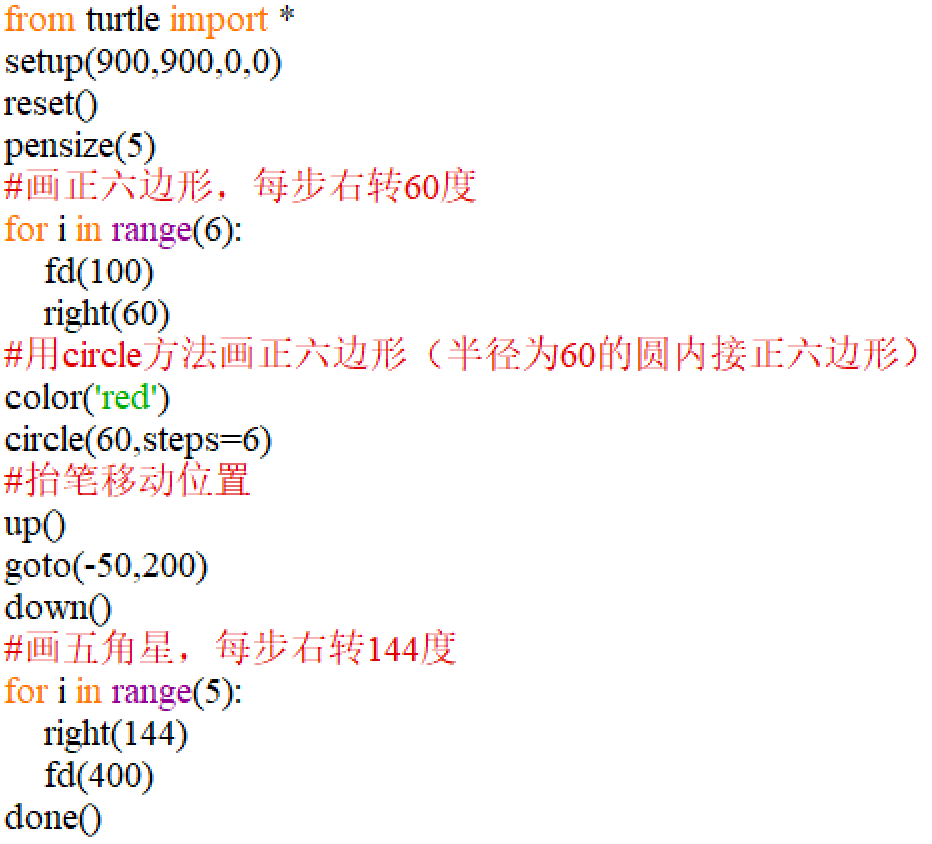 from turtle import *
setup(900,900,0,0)
reset()
pensize(5)
#画正六边形，每步右转60度
for i in range(6):
    fd(100)
    right(60)
#用circle方法画正六边形（半径为60的圆内接正六边形）
color('red')
circle(60,steps=6)
#抬笔移动位置
up()
goto(-50,200)
down()
#画五角星，每步右转144度
for i in range(5):
    right(144)
    fd(400)
done()